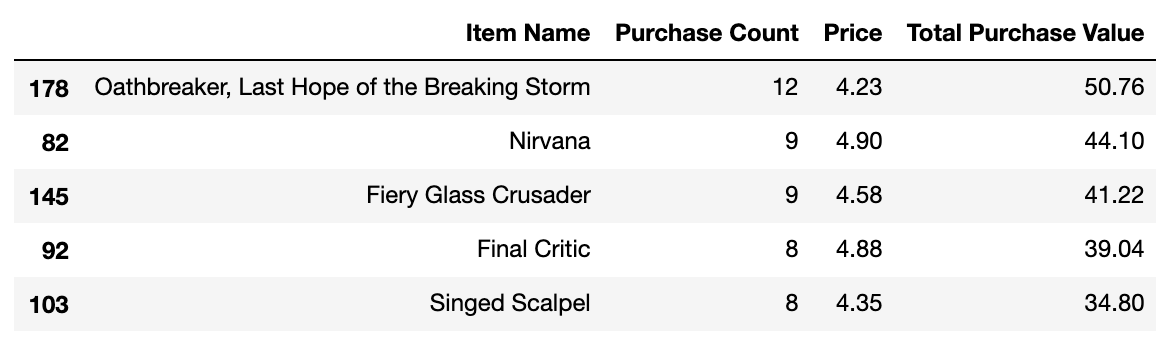 Item Name Purchase Count Price Total Purchase Value
178 Oathbreaker, Last Hope of the Breaking Storm 12 4.23 50.76
82 Nirvana 9 4.90 44.10
145 Fiery Glass Crusader 9 4.58 41.22
92 Final Critic 8 4.88 39.04
103 Singed Scalpel 8 4.35 34.80